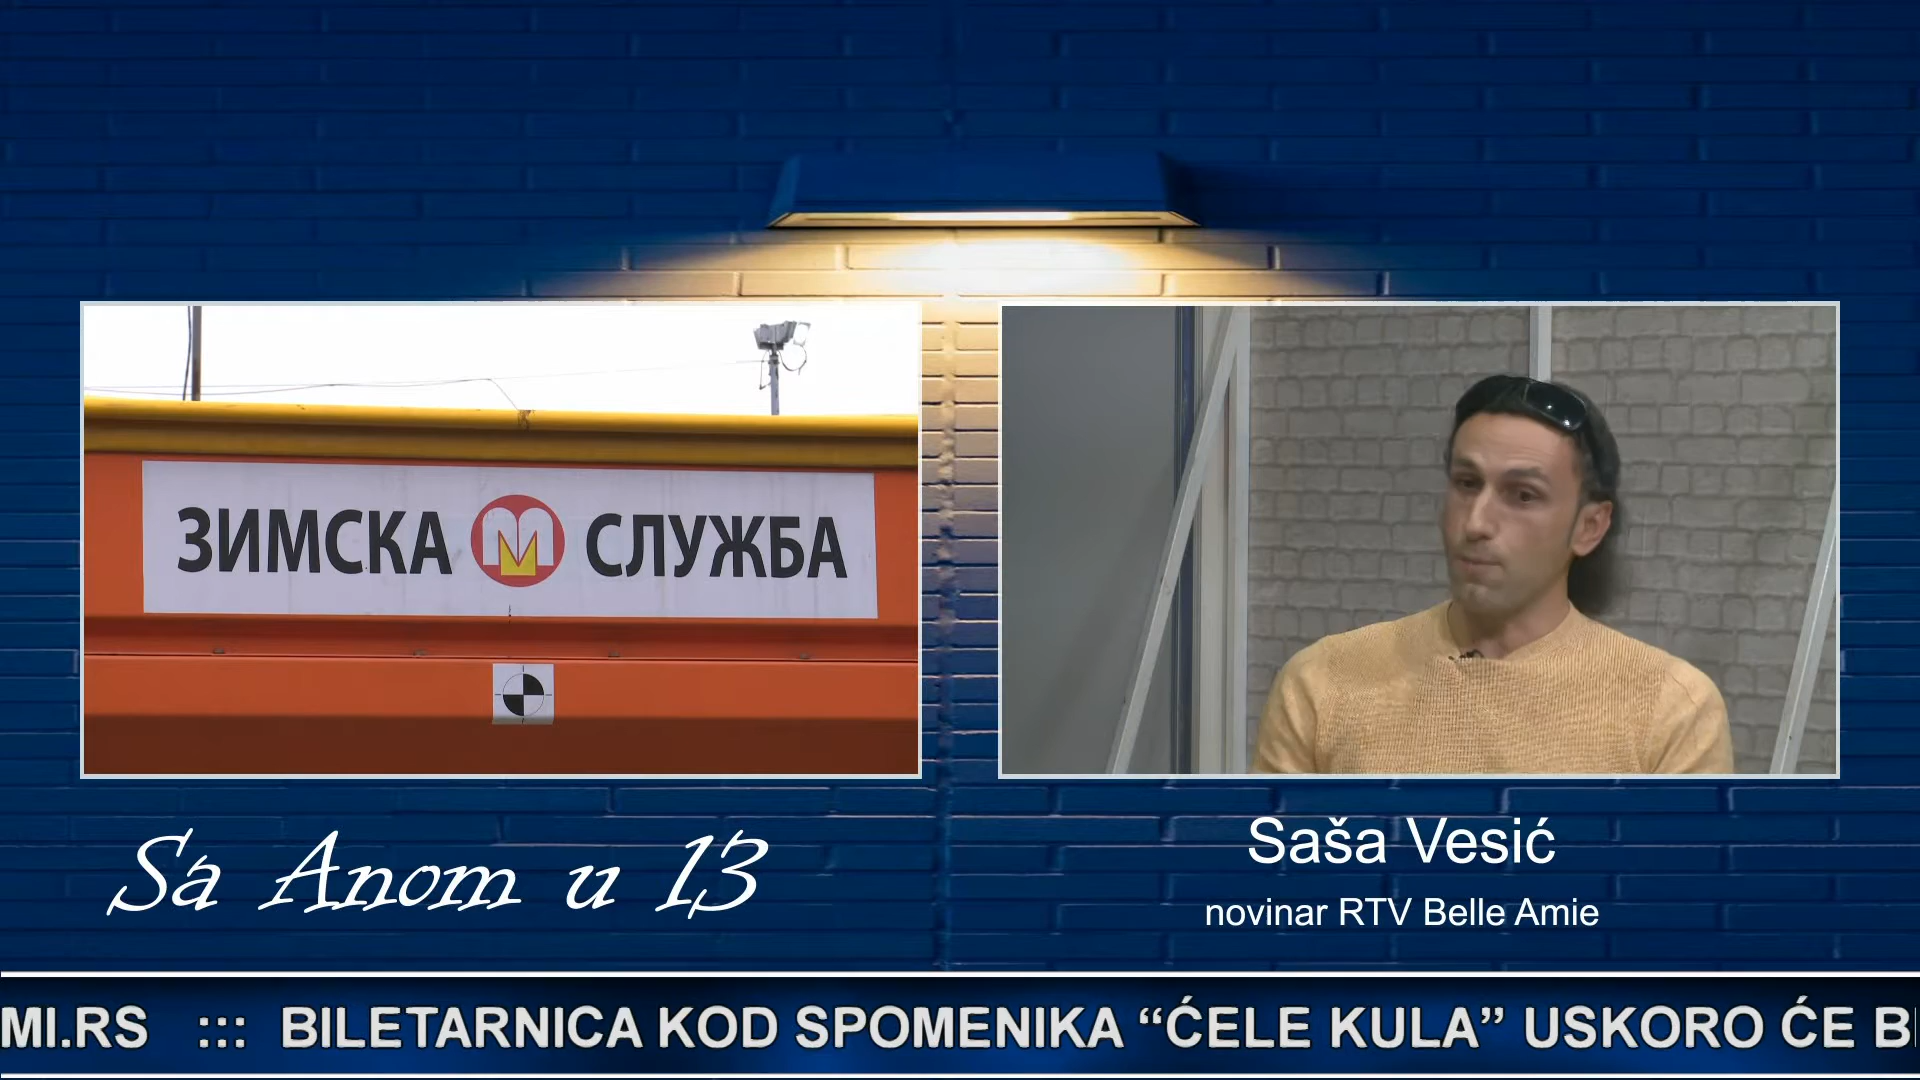 ЗИМСКА М СЛУЖБА
Sa Anom u 13
Saša Vesić
novinar RTV Belle Amie
MI.RS ::: BILETARNICA KOD SPOMENIKA “ĆELE KULA” USKORO ĆE B